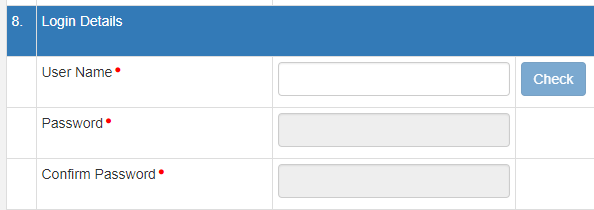 8. Login Details
User Name
Check
Password
Confirm Password